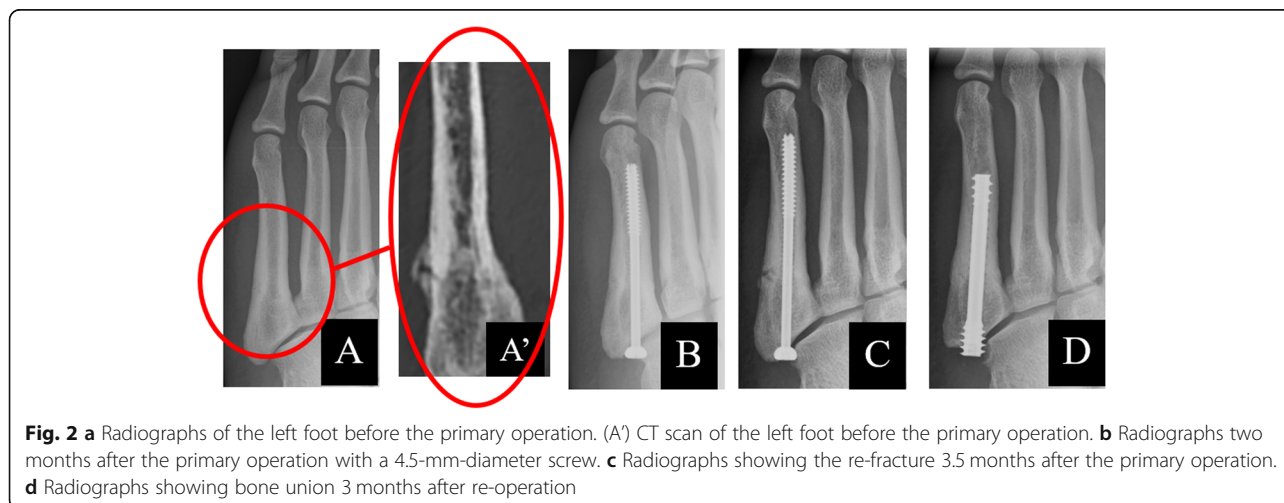 A
A'
B
C
D
Fig. 2 a Radiographs of the left foot before the primary operation. (A') CT scan of the left foot before the primary operation. b Radiographs two
months after the primary operation with a 4.5-mm-diameter screw. c Radiographs showing the re-fracture 3.5 months after the primary operation.
d Radiographs showing bone union 3 months after re-operation